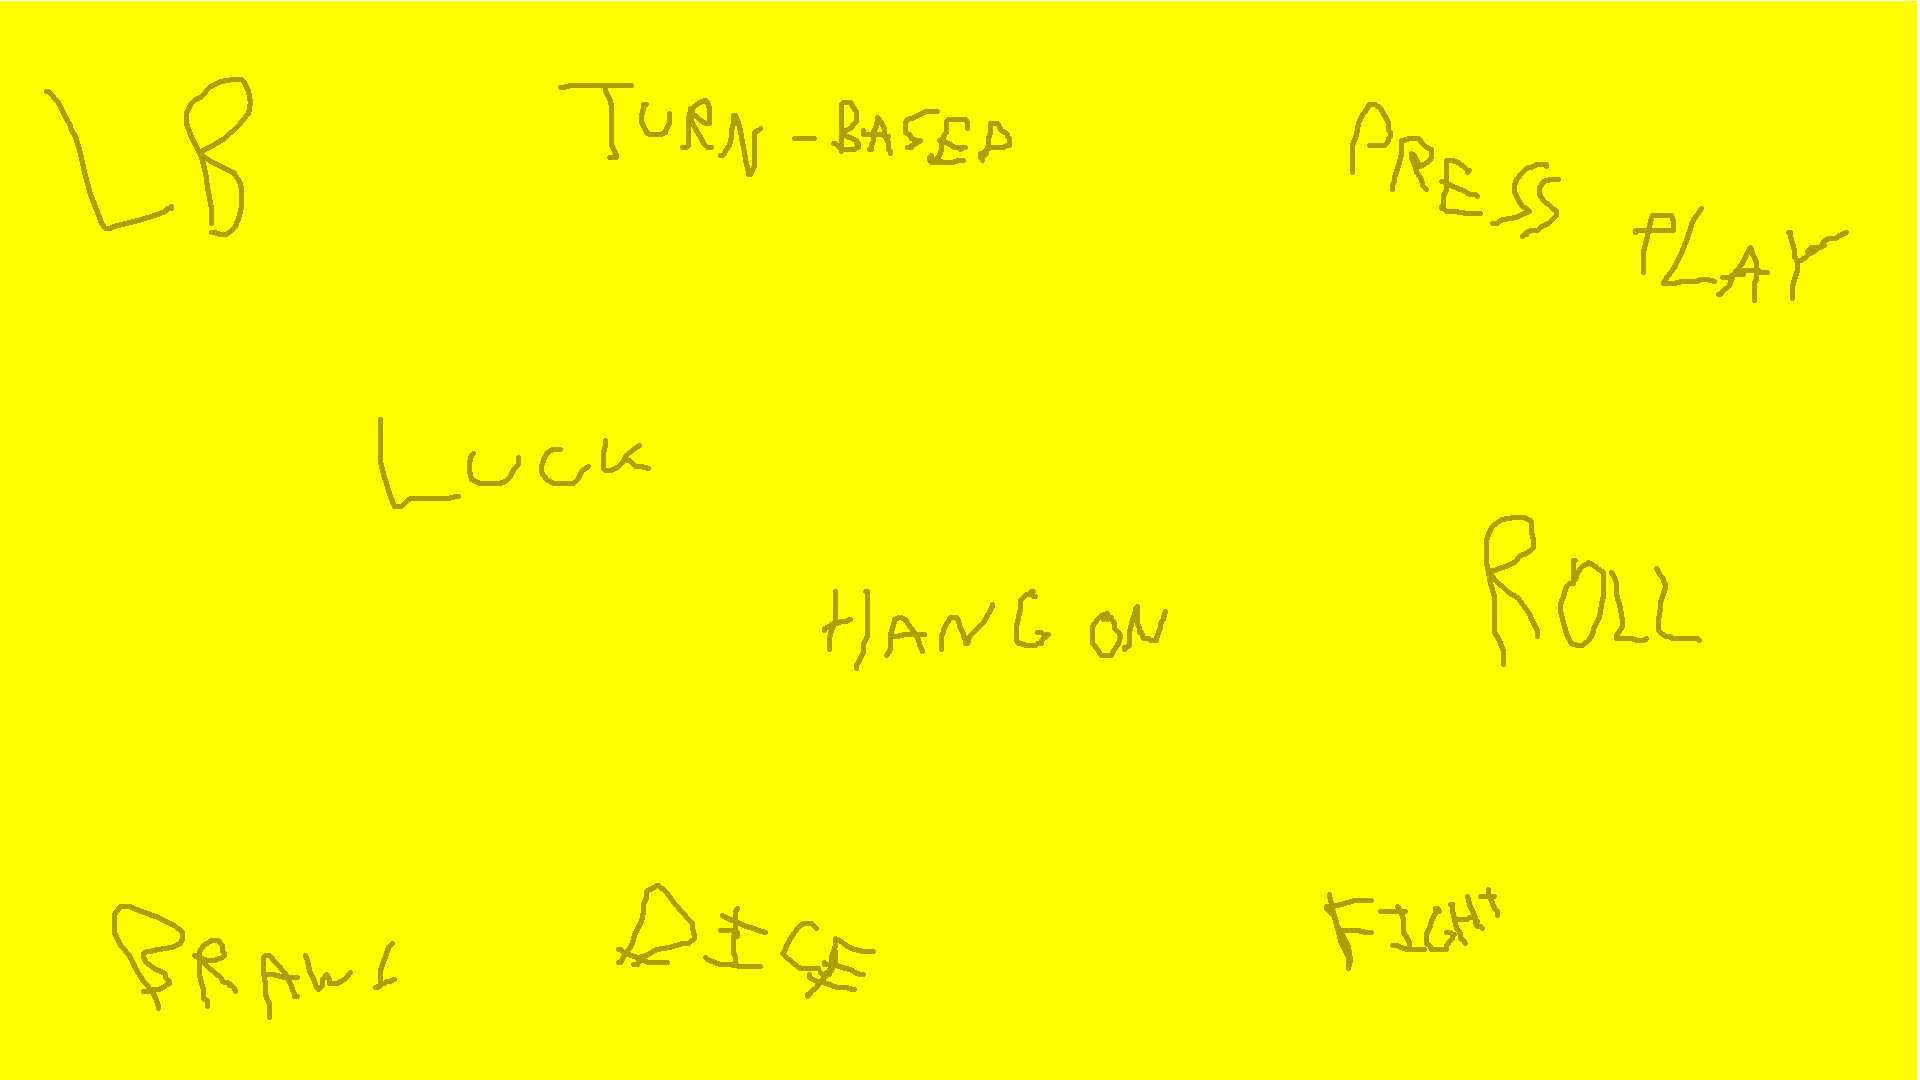 LB
TURN-BASED
PRESS PLAY
LUCK
HANG ON
ROLL
BRAWL
DICE
FIGHT